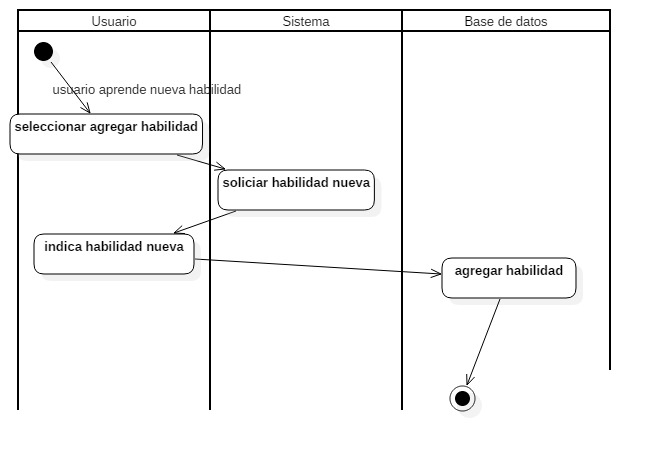 Usuario
Sistema
Base de datos
usuario aprende nueva habilidad
seleccionar agregar habilidad
soliciar habilidad nueva
indica habilidad nueva
agregar habilidad